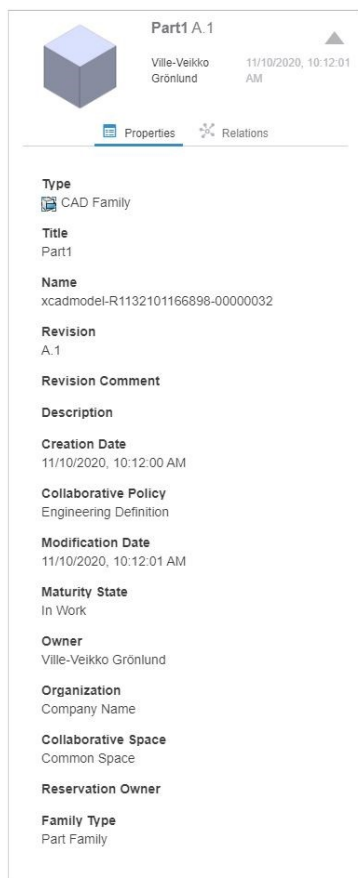 Part1 A.1
Ville-Veikko
Grönlund
11/10/2020, 10:12:01
AM
Properties
Relations
Type
CAD Family
Title
Part1
Name
xcadmodel-R1132101166898-00000032
Revision
A.1
Revision Comment
Description
Creation Date
11/10/2020, 10:12:00 AM
Collaborative Policy
Engineering Definition
Modification Date
11/10/2020, 10:12:01 AM
Maturity State
In Work
Owner
Ville-Veikko Grönlund
Organization
Company Name
Collaborative Space
Common Space
Reservation Owner
Family Type
Part Family